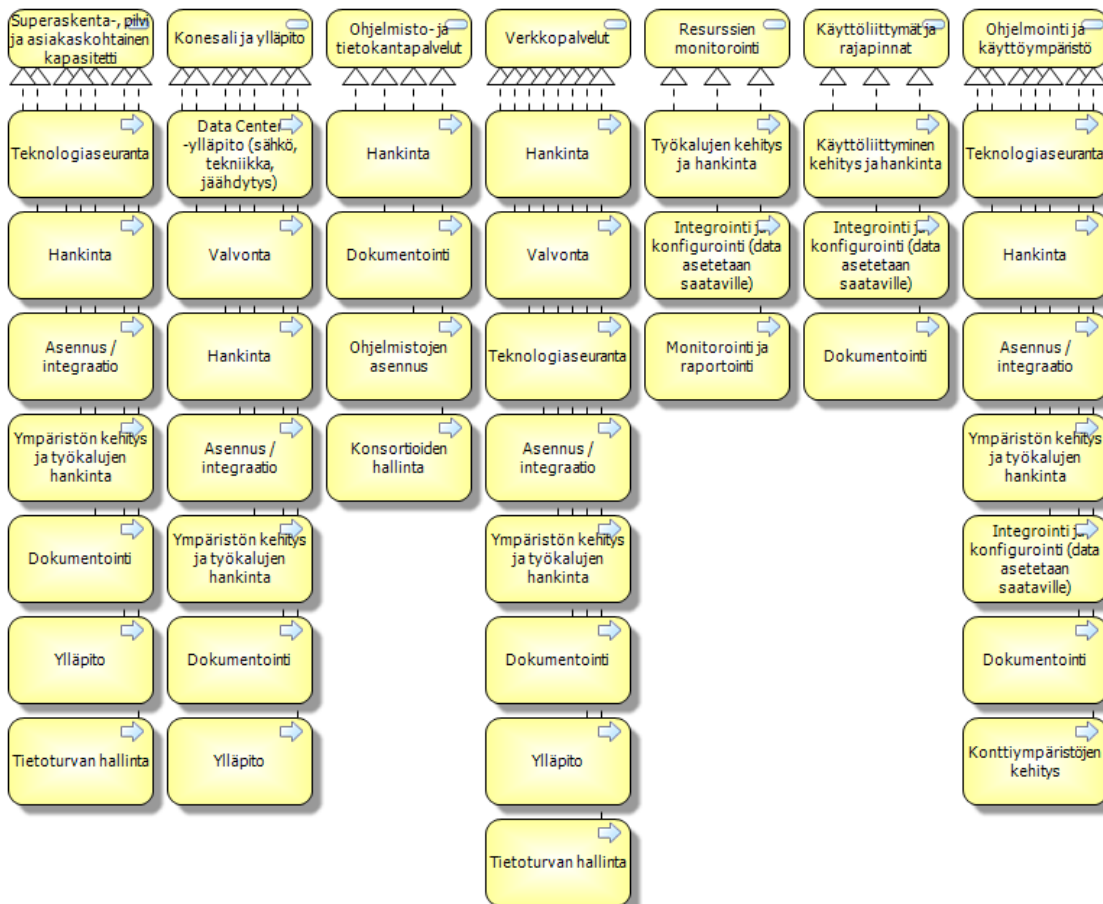 Superaskenta-, pilvi
ja asiakaskohtainen
kapasitetti
Konesali ja ylläpito
Ohjelmisto- ja
tietokantapalvelut
Verkkopalvelut
Resurssien
monitorointi
Käyttöliittymät ja
rajapinnat
Ohjelmointi ja
käyttöympäristö
Teknologiaseuranta
Data Center
-ylläpito (sähkö,
tekniikka,
jäähdytys)
Hankinta
Hankinta
Työkalujen kehitys
ja hankinta
Käyttöliittyminen
kehitys ja hankinta
Teknologiaseuranta
Hankinta
Valvonta
Dokumentointi
Valvonta
Integrointi ja
konfigurointi (data
asetetaan
saataville)
Integrointi ja
konfigurointi (data
asetetaan
saataville)
Hankinta
Asennus /
integraatio
Hankinta
Ohjelmistojen
asennus
Teknologiaseuranta
Monitorointi ja
raportointi
Dokumentointi
Asennus /
integraatio
Ympäristön kehitys
ja työkalujen
hankinta
Asennus /
integraatio
Konsortioiden
hallinta
Asennus /
integraatio
Ympäristön kehitys
ja työkalujen
hankinta
Dokumentointi
Ympäristön kehitys
ja työkalujen
hankinta
Ympäristön kehitys
ja työkalujen
hankinta
Integrointi ja
konfigurointi (data
asetetaan
saataville)
Ylläpito
Dokumentointi
Dokumentointi
Dokumentointi
Tietoturvan hallinta
Ylläpito
Ylläpito
Konttiympäristöjen
kehitys
Tietoturvan hallinta